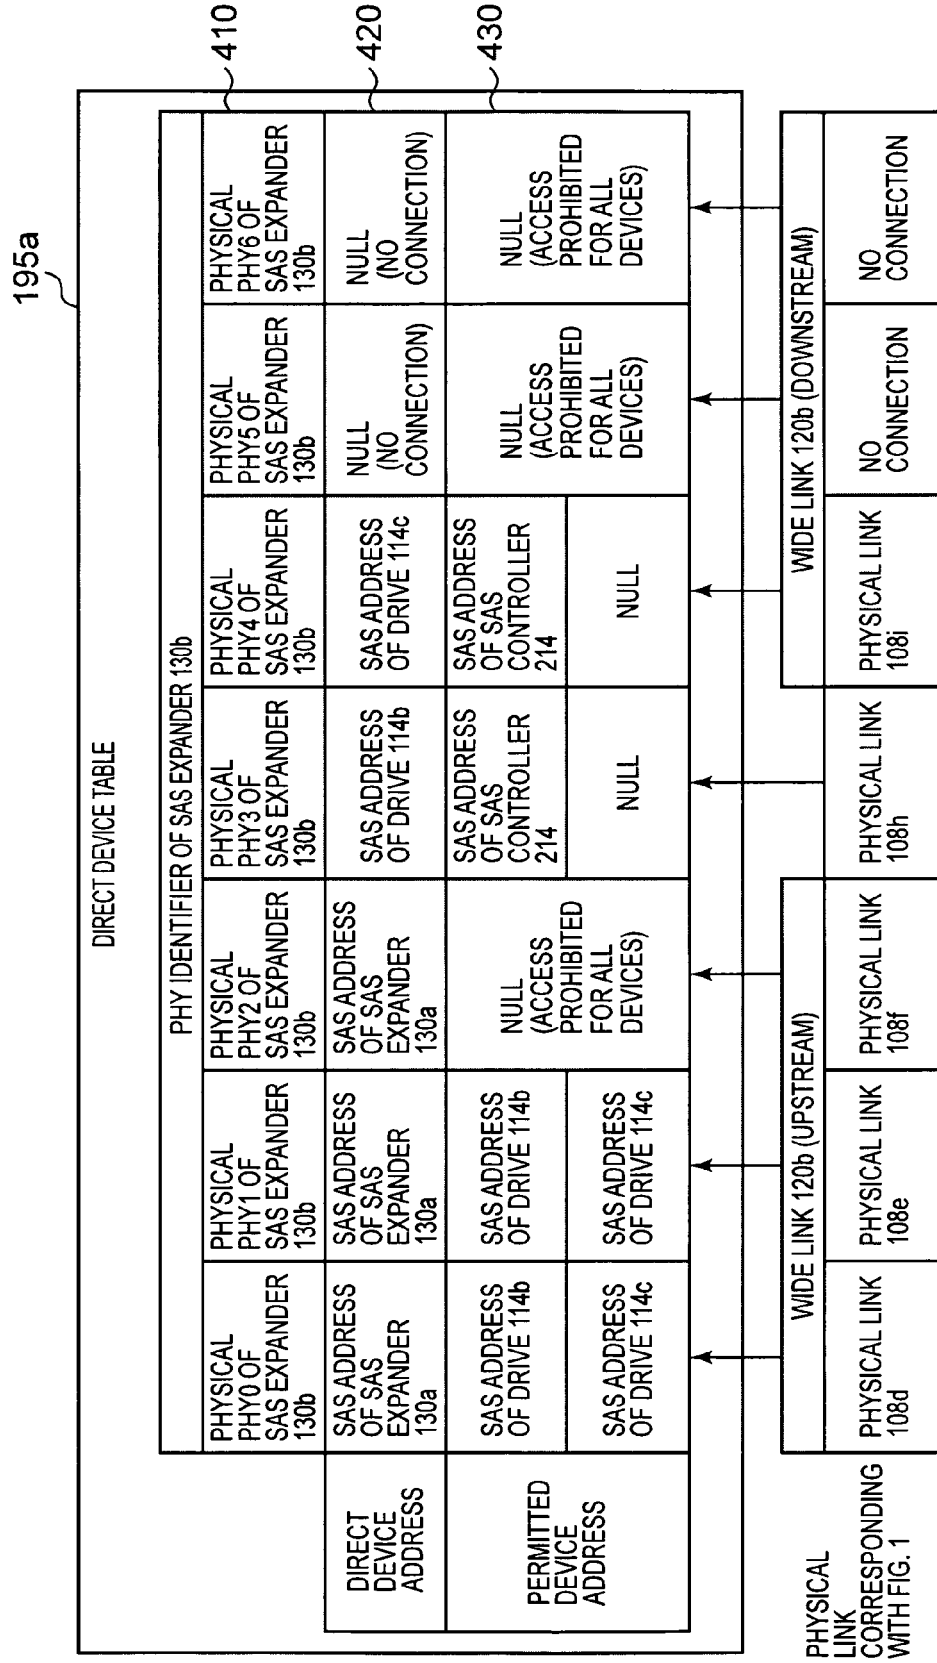 195a
DIRECT DEVICE TABLE
PHY IDENTIFIER OF SAS EXPANDER 130b
410
PHYSICAL
PHY0 OF
SAS EXPANDER
130b
PHYSICAL
PHY1 OF
SAS EXPANDER
130b
PHYSICAL
PHY2 OF
SAS EXPANDER
130b
PHYSICAL
PHY3 OF
SAS EXPANDER
130b
PHYSICAL
PHY4 OF
SAS EXPANDER
130b
PHYSICAL
PHY5 OF
SAS EXPANDER
130b
PHYSICAL
PHY6 OF
SAS EXPANDER
130b
420
DIRECT
DEVICE
ADDRESS
SAS ADDRESS
OF SAS
EXPANDER
130a
SAS ADDRESS
OF SAS
EXPANDER
130a
SAS ADDRESS
OF SAS
EXPANDER
130a
SAS ADDRESS
OF DRIVE 114b
SAS ADDRESS
OF DRIVE 114c
NULL
(NO
CONNECTION)
NULL
(NO
CONNECTION)
430
PERMITTED
DEVICE
ADDRESS
SAS ADDRESS
OF DRIVE 114b
SAS ADDRESS
OF DRIVE 114b
NULL
(ACCESS
PROHIBITED
FOR ALL
DEVICES)
SAS ADDRESS
OF SAS
CONTROLLER
214
SAS ADDRESS
OF SAS
CONTROLLER
214
NULL
(ACCESS
PROHIBITED
FOR ALL
DEVICES)
NULL
(ACCESS
PROHIBITED
FOR ALL
DEVICES)
SAS ADDRESS
OF DRIVE 114c
SAS ADDRESS
OF DRIVE 114c
NULL
NULL
WIDE LINK 120b (UPSTREAM)
WIDE LINK 120b (DOWNSTREAM)
PHYSICAL
LINK
CORRESPONDING
WITH FIG. 1
PHYSICAL LINK
108d
PHYSICAL LINK
108e
PHYSICAL LINK
108f
PHYSICAL LINK
108h
PHYSICAL LINK
108i
NO
CONNECTION
NO
CONNECTION